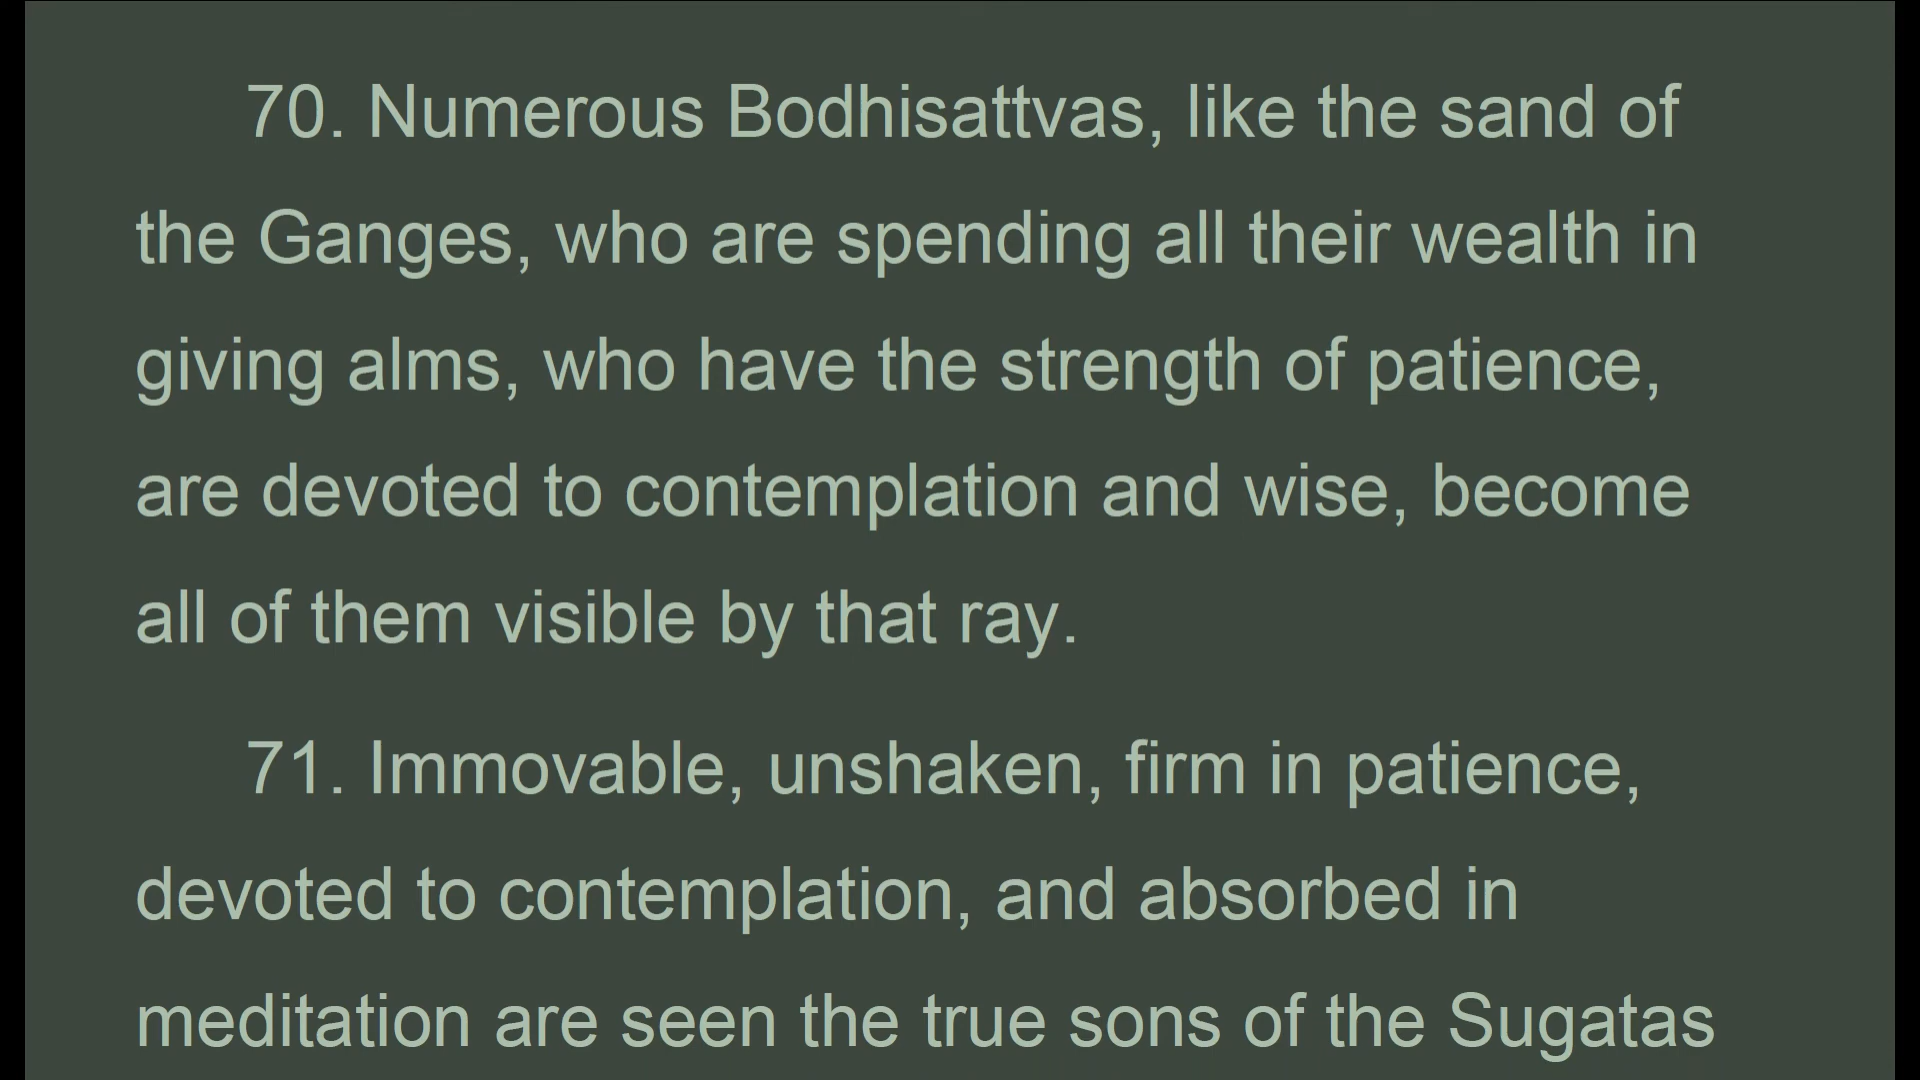 70. Numerous Bodhisattvas, like the sand of
the Ganges, who are spending all their wealth in
giving alms, who have the strength of patience,
are devoted to contemplation and wise, become
all of them visible by that ray.
71. Immovable, unshaken, firm in patience,
devoted to contemplation, and absorbed in
meditation are seen the true sons of the Sugatas